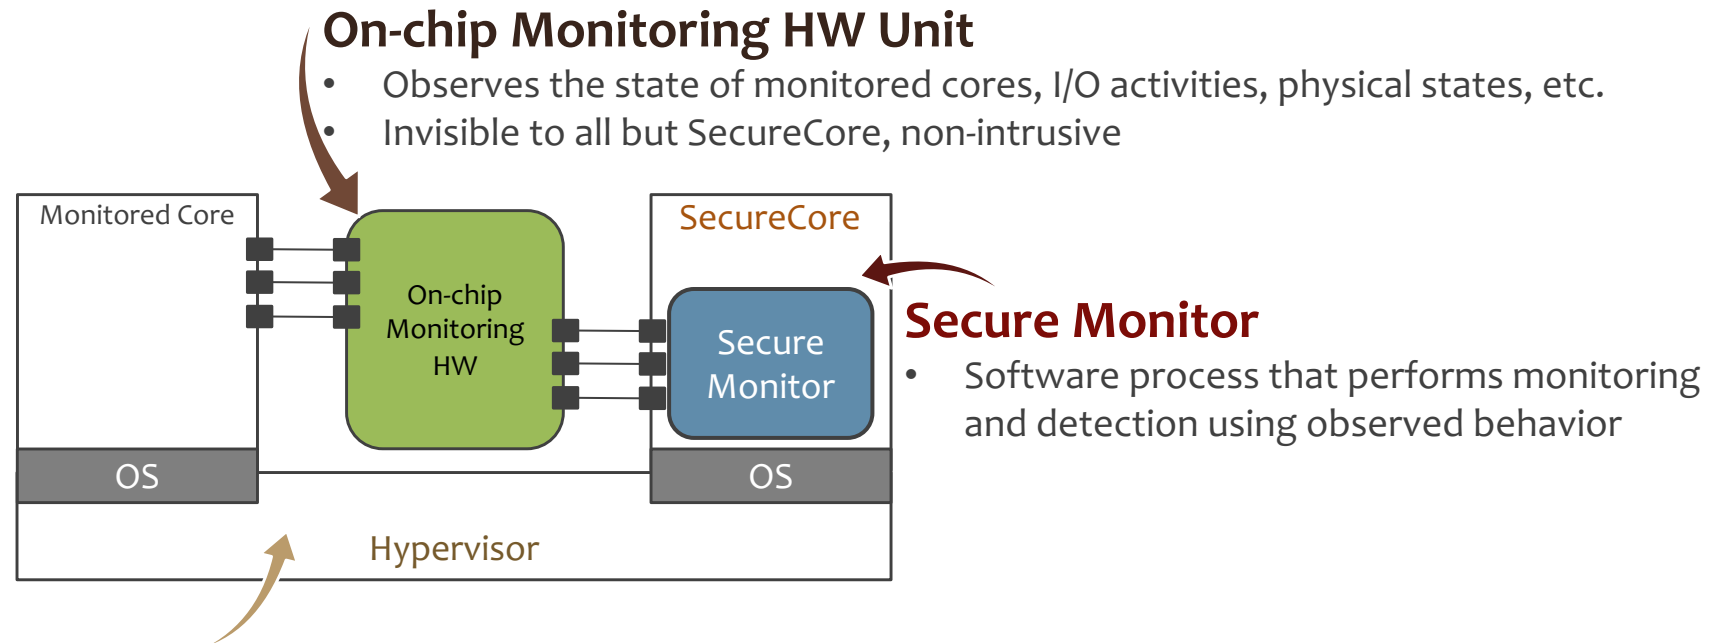 On-chip Monitoring HW Unit
• Observes the state of monitored cores, I/O activities, physical states, etc.
• Invisible to all but SecureCore, non-intrusive
Monitored Core
On-chip
Monitoring
HW
SecureCore
Secure
Monitor
Secure Monitor
• Software process that performs monitoring
and detection using observed behavior
OS
OS
Hypervisor